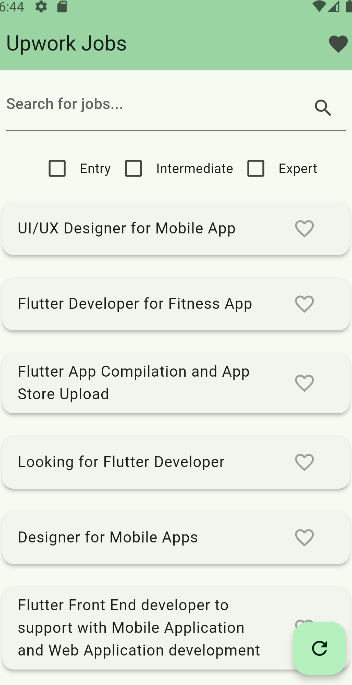 6:44
Upwork Jobs
Search for jobs...
Entry Intermediate Expert
UI/UX Designer for Mobile App
Flutter Developer for Fitness App
Flutter App Compilation and App
Store Upload
Looking for Flutter Developer
Designer for Mobile Apps
Flutter Front End developer to
support with Mobile Application
and Web Application development